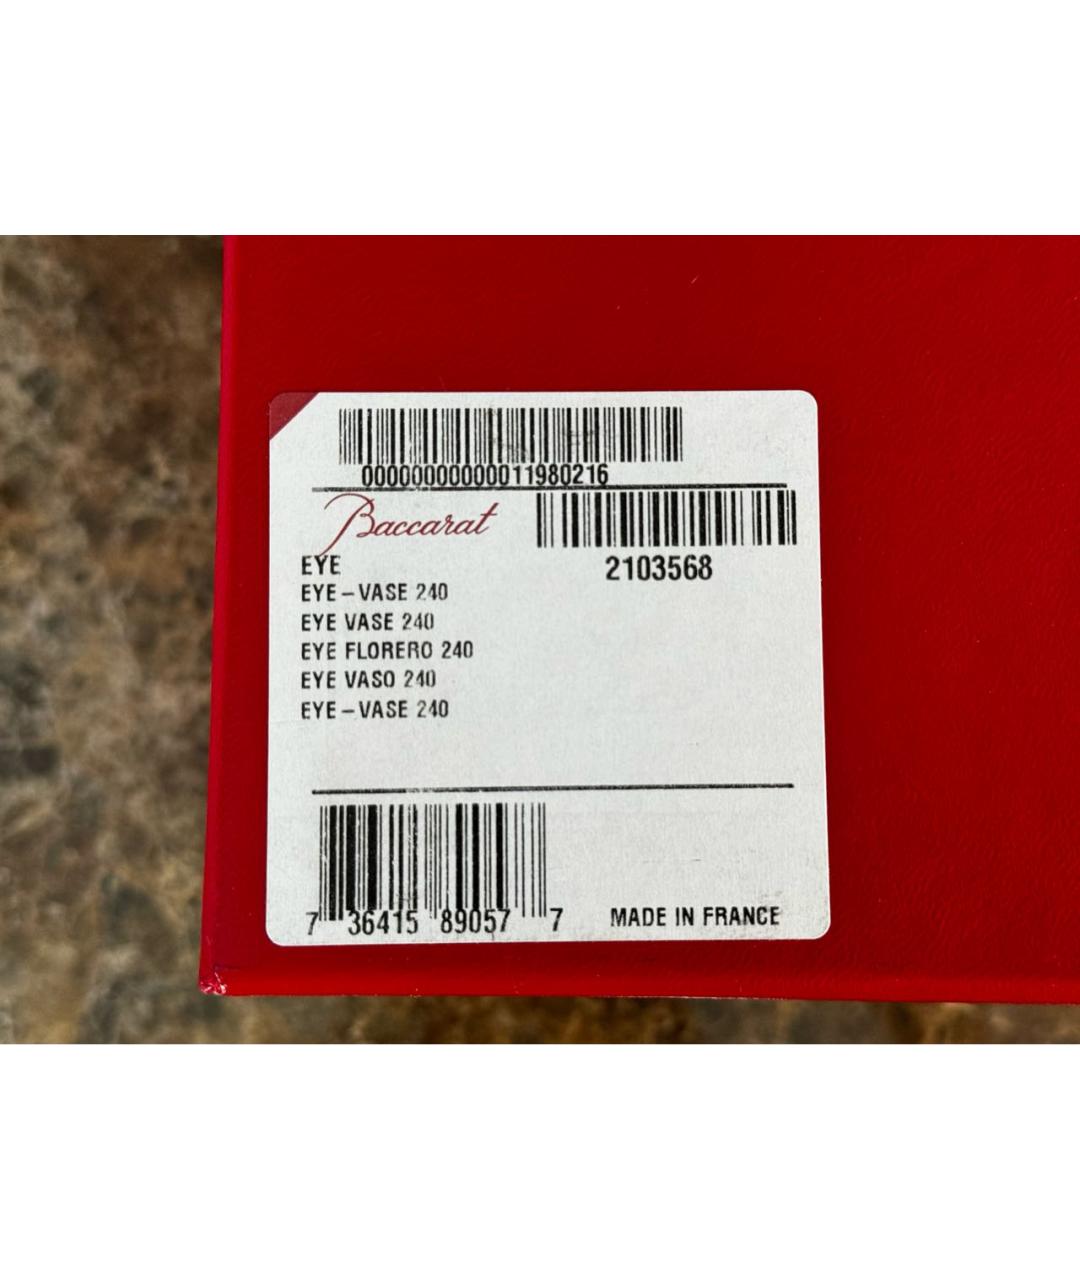 00000000000011980216
Baccarat
2103568
EYE
EYE-VASE 240
EYE VASE 240
EYE FLORERO 240
EYE VASO 240
EYE-VASE 240
7 36415 89057 7
MADE IN FRANCE